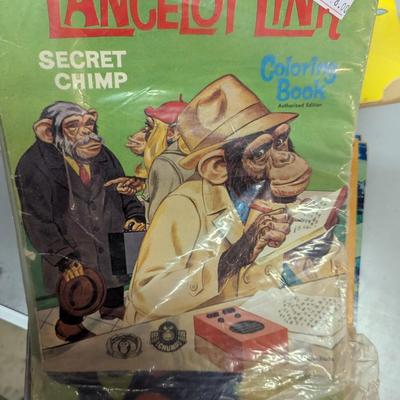 LANCELOT LINK
SECRET
CHIMP
Coloring
Book
Authorized Edition